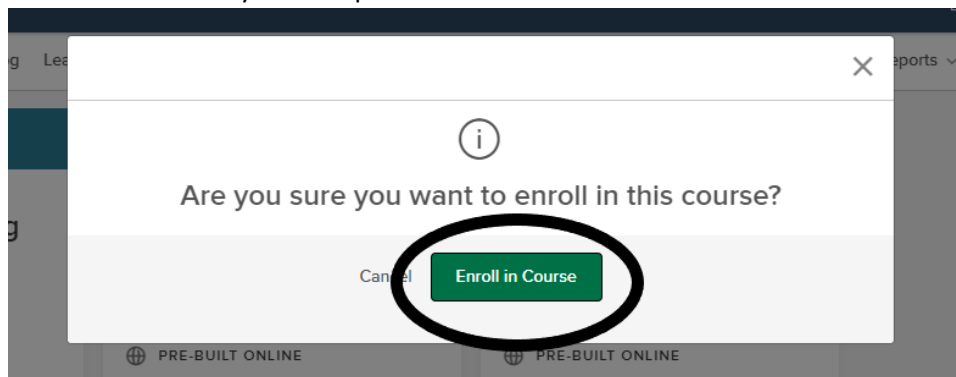 g Lea
eports
Are you sure you want to enroll in this course?
g
Cancel Enroll in Course
PRE-BUILT ONLINE PRE-BUILT ONLINE